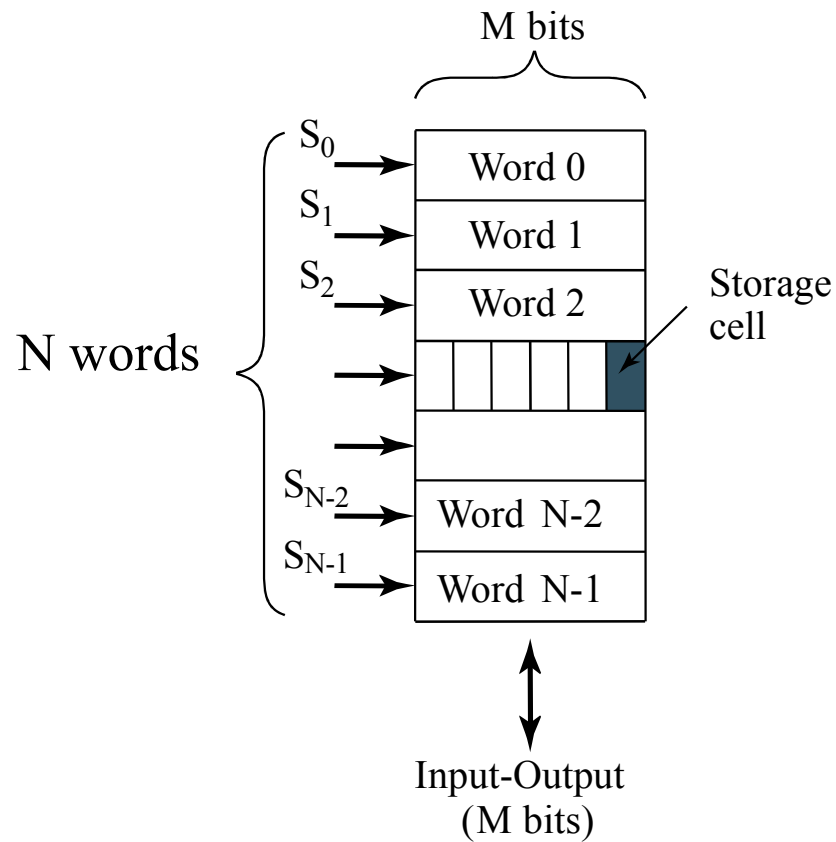 M bits
S0
Word 0
S1
Word 1
S2
Word 2
Storage
cell
N words
SN-2
Word N-2
SN-1
Word N-1
Input-Output
(M bits)